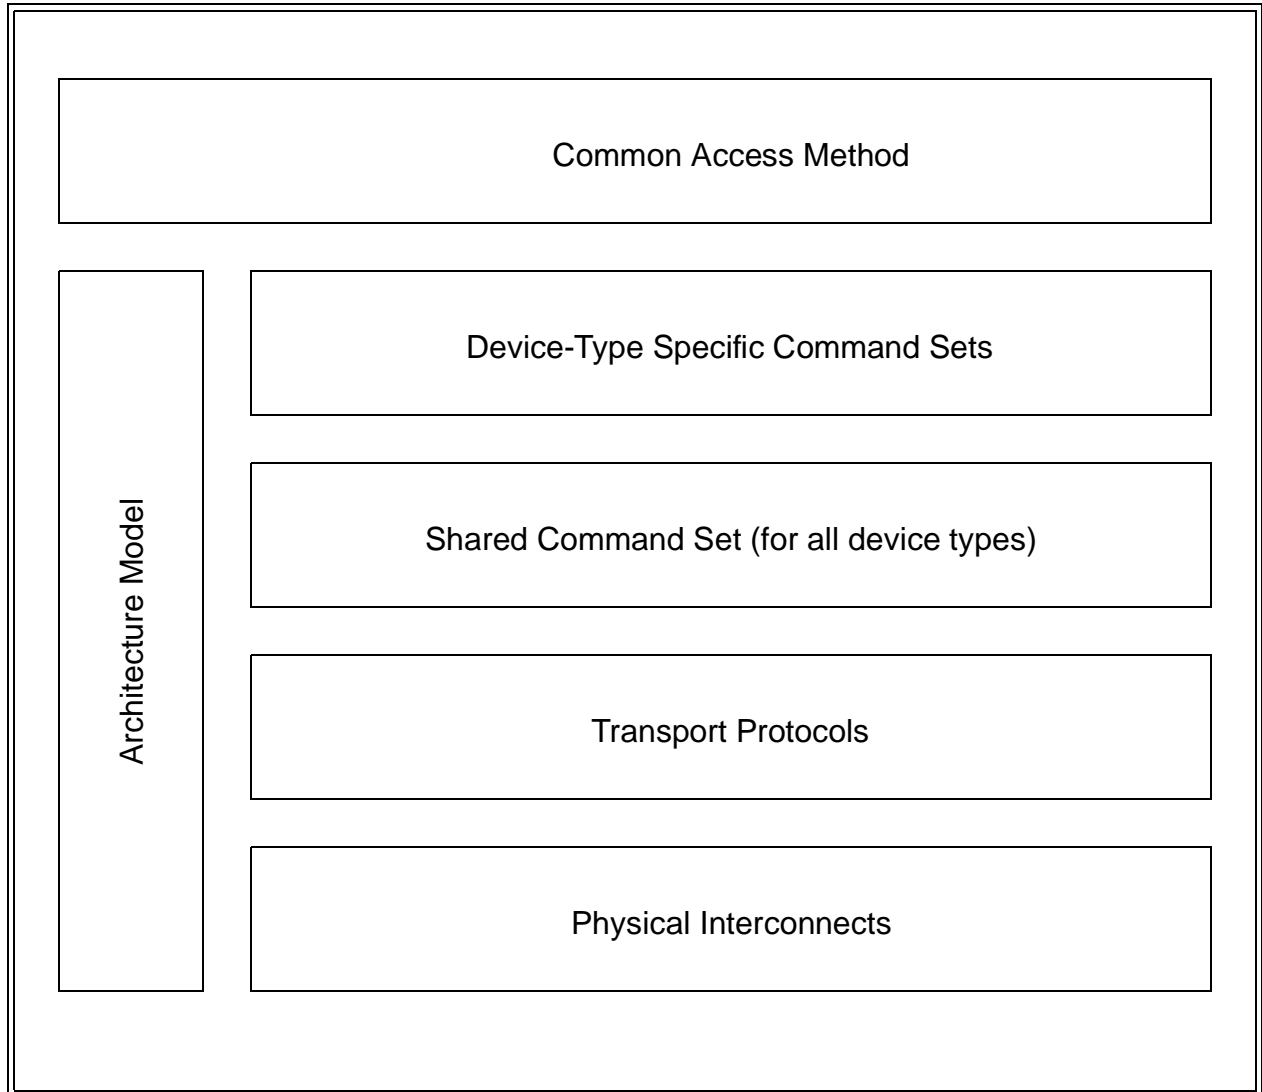 Common Access Method
Device-Type Specific Command Sets
Shared Command Set (for all device types)
Architecture Model
Transport Protocols
Physical Interconnects